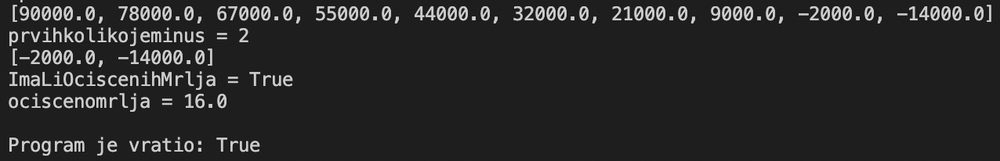 [90000.0, 78000.0, 67000.0, 55000.0, 44000.0, 32000.0, 21000.0, 9000.0, -2000.0, -14000.0]
prvihkolikojeminus = 2
[-2000.0, -14000.0]
ImaLiOciscenihMrlja = True
ociscenomrlja = 16.0
Program je vratio: True